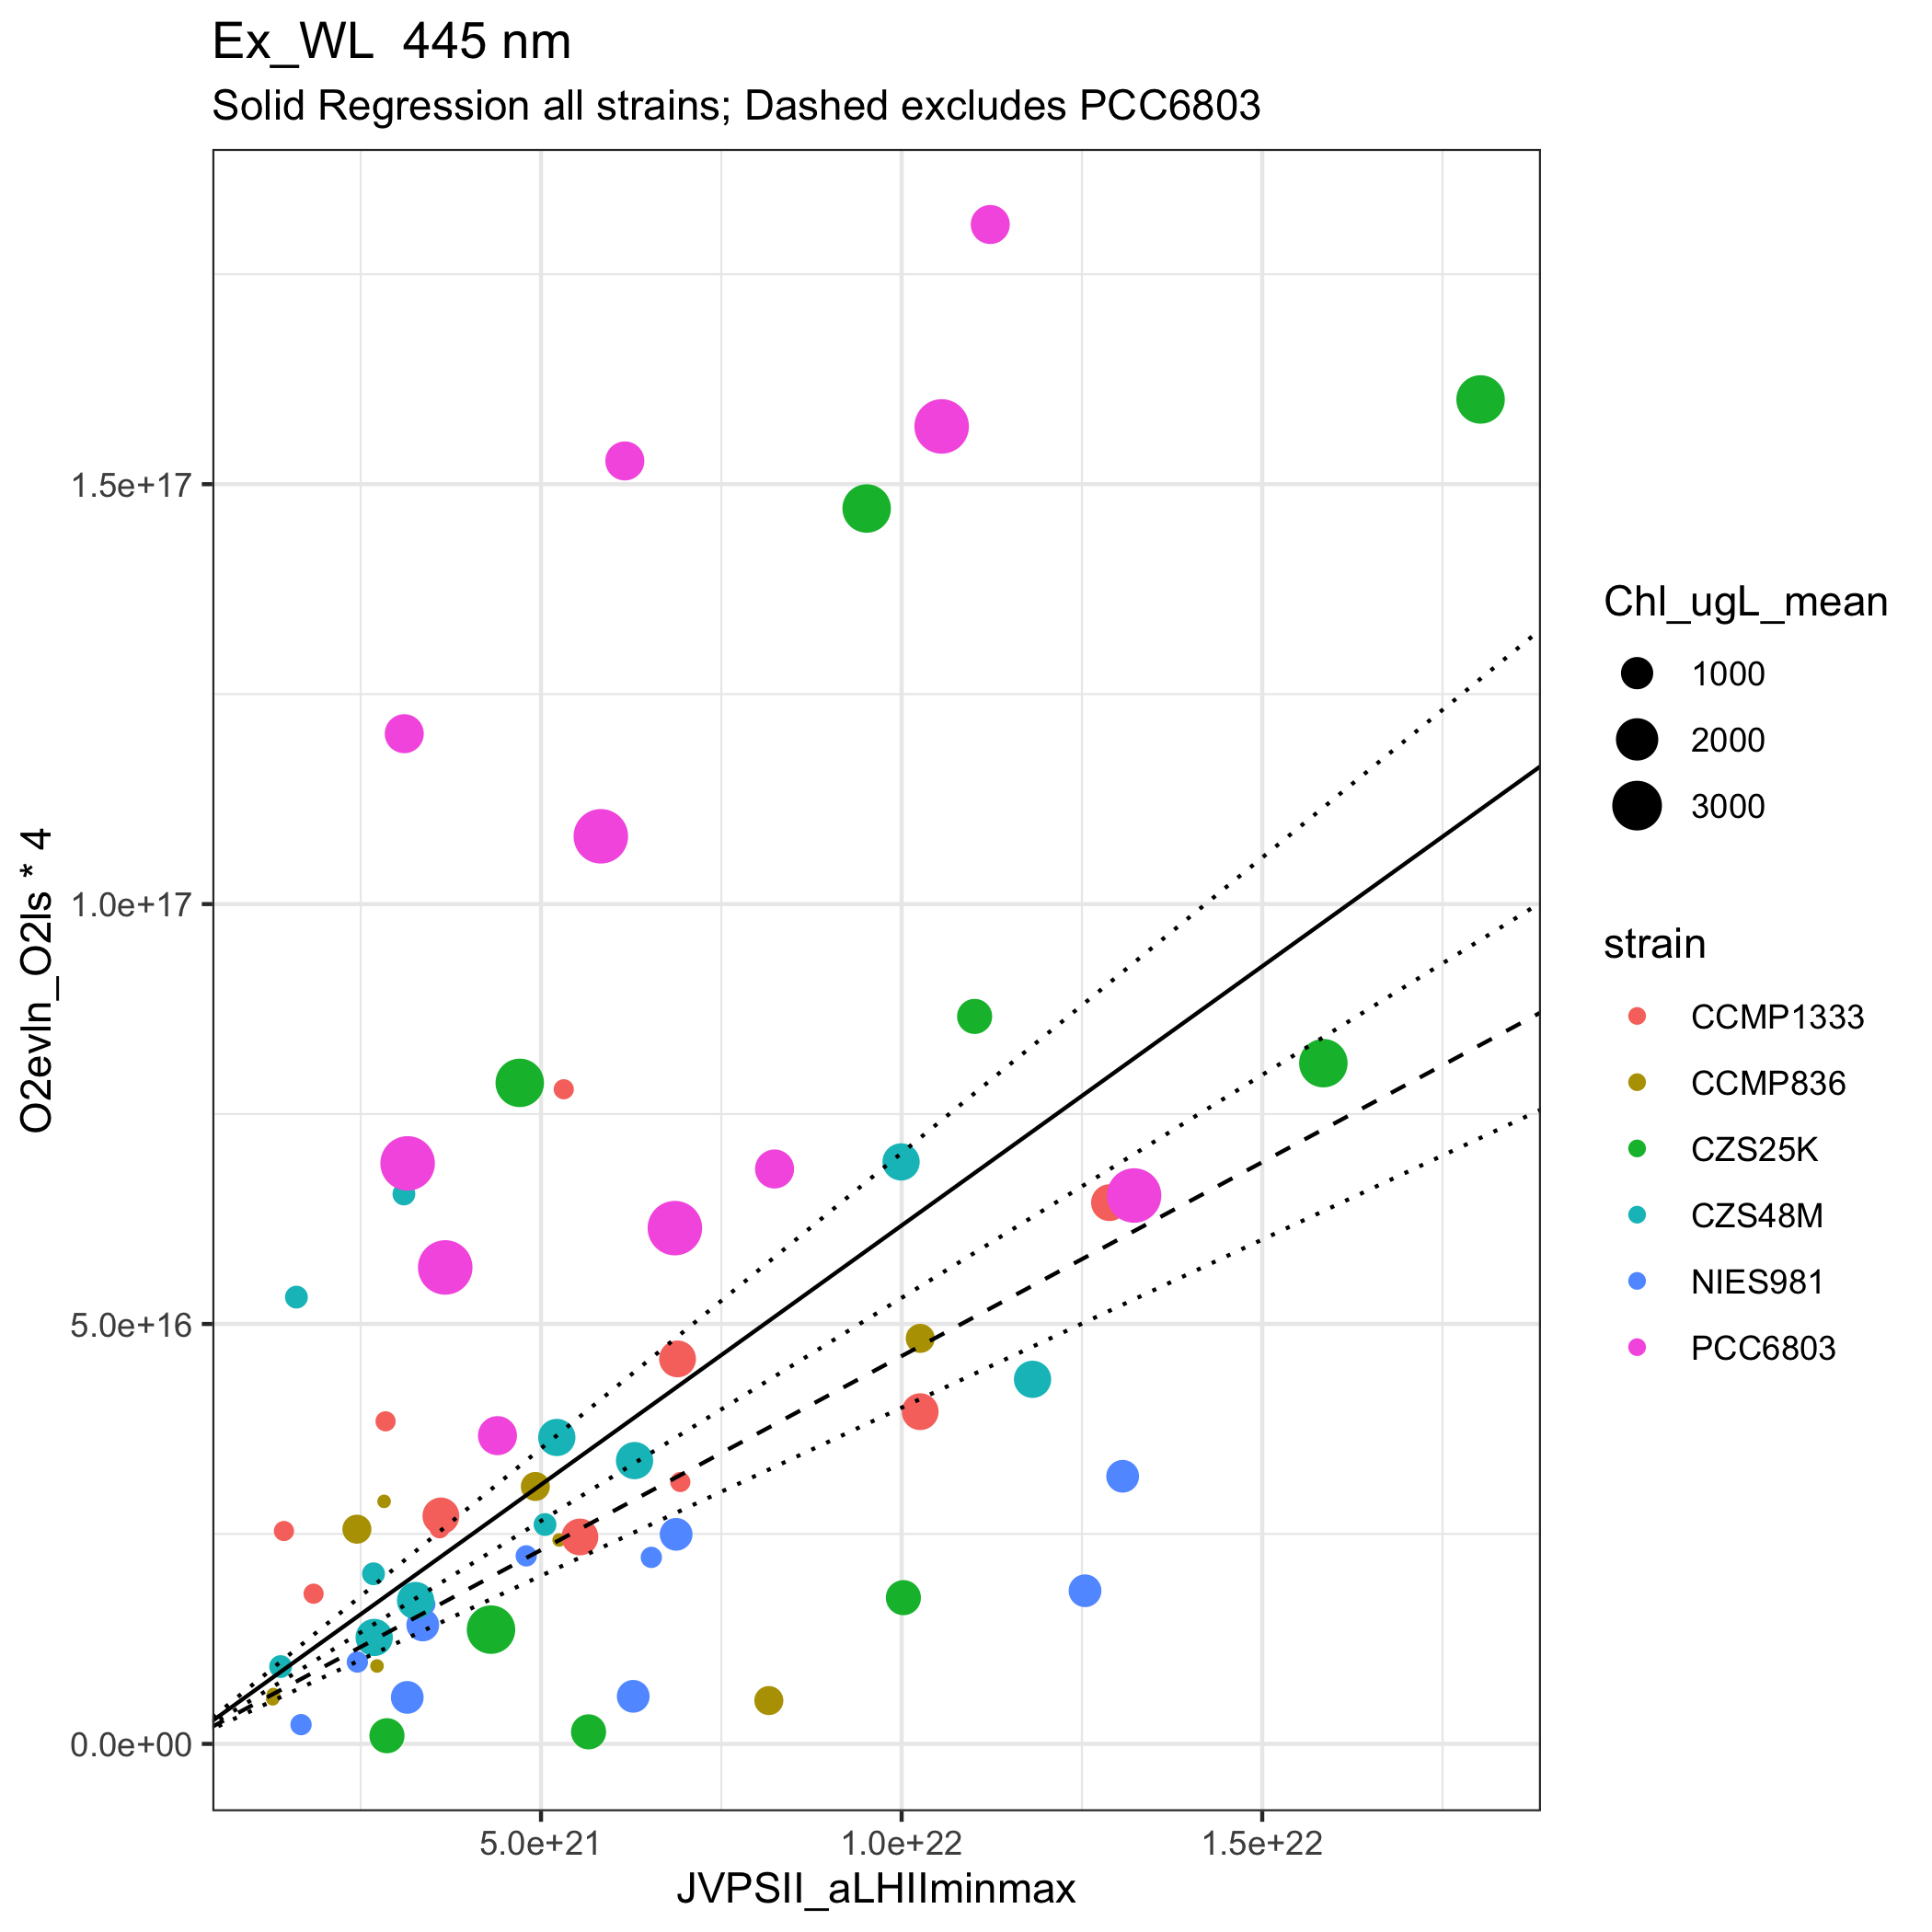 Ex_WL  445 nm
Solid Regression all strains; Dashed excludes PCC6803
O2evln_O2ls * 4
1.5e+17
1.0e+17
5.0e+16
0.0e+00
5.0e+21
1.0e+22
1.5e+22
JVPSII_aLHIIminmax
Chl_ugL_mean
1000
2000
3000
strain
CCMP1333
CCMP836
CZS25K
CZS48M
NIES981
PCC6803